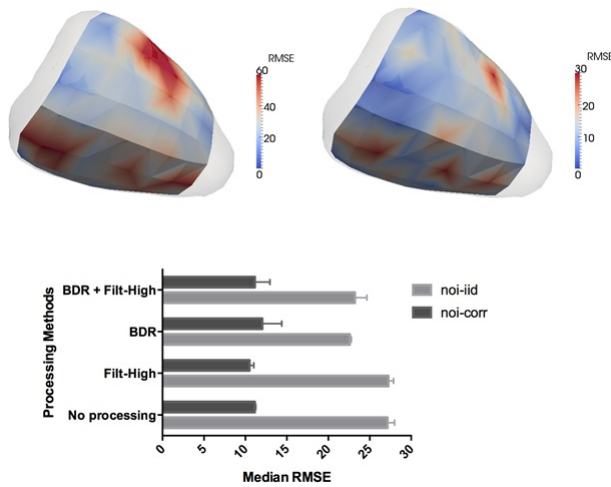 RMSE
60
40
20
0
RMSE
30
20
10
0
Processing Methods
BDR + Filt-High
BDR
Filt-High
No processing
noi-iid
noi-corr
0 5 10 15 20 25 30
Median RMSE